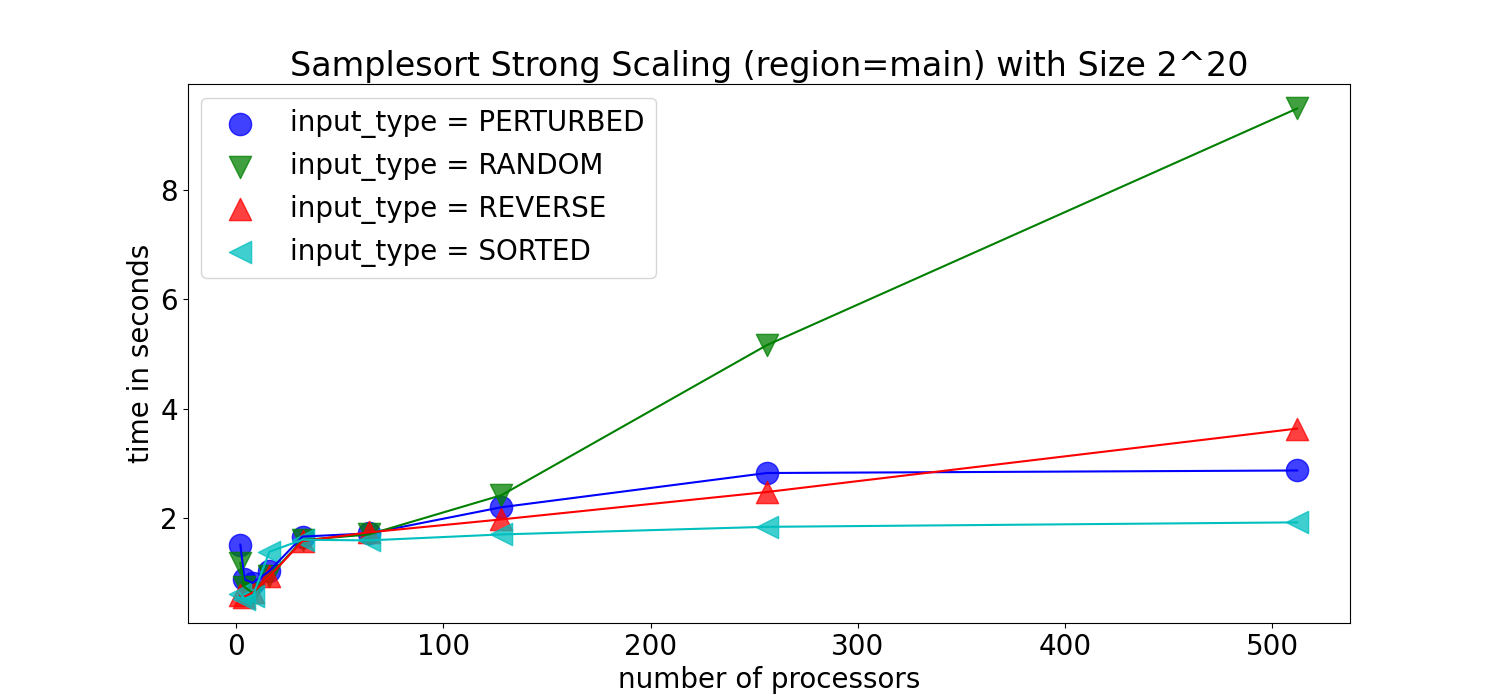 Samplesort Strong Scaling (region=main) with Size 2^20
input_type = PERTURBED
input_type = RANDOM
input_type = REVERSE
input_type = SORTED
time in seconds
8
6
4
2
0 100 200 300 400 500
number of processors